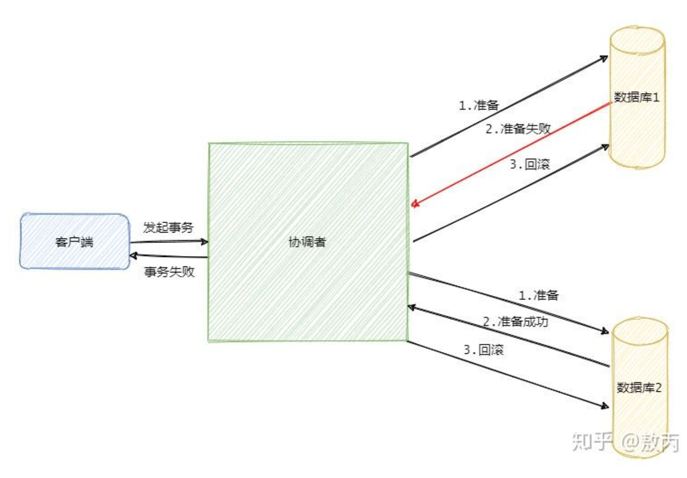 1.准备
数据库1
2.准备失败
3.回滚
发起事务
客户端
协调者
事务失败
1.准备
2.准备成功
3.回滚
数据库2
知乎 @敖丙